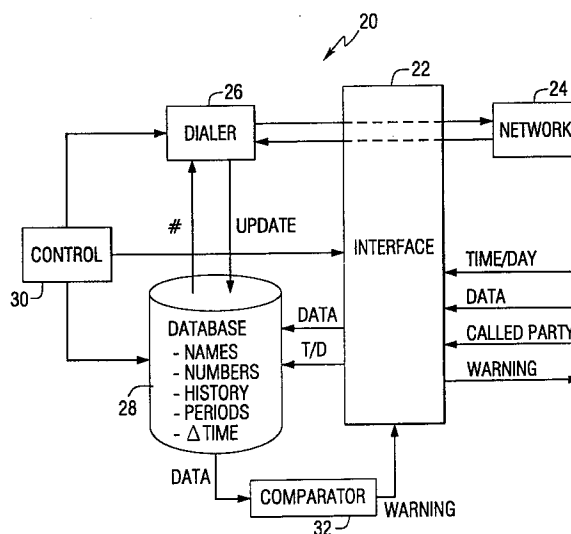 20
22
26
24
DIALER
NETWORK
#
UPDATE
CONTROL
30
INTERFACE
TIME/DAY
DATA
CALLED PARTY
WARNING
DATABASE
- NAMES
- NUMBERS
- HISTORY
- PERIODS
- Δ TIME
28
DATA
T/D
DATA
COMPARATOR
32
WARNING